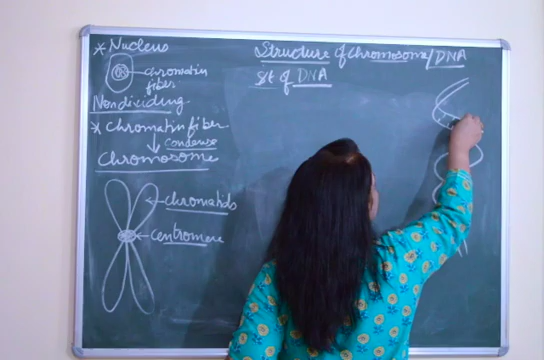 * Nucleus
chromatin
fiber
Nondividing
* Chromatin fiber
condense
Chromosome
chromatids
centromere
Structure of Chromosome/DNA
St of DNA